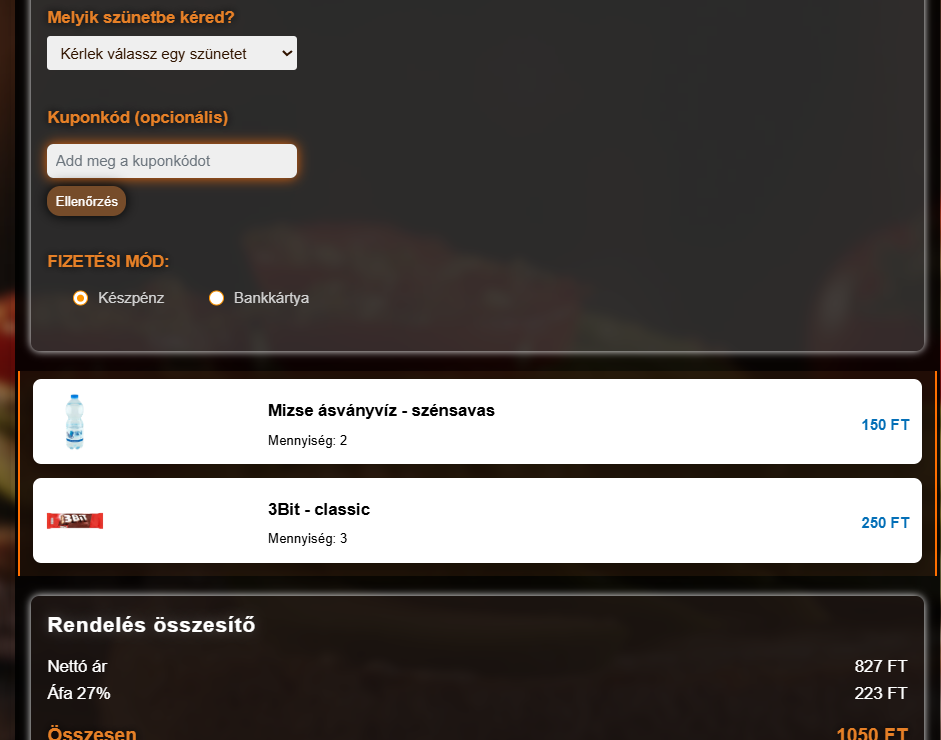 Melyik szünetbe kéred?
Kérlek válassz egy szünetet
Kuponkód (opcionális)
Add meg a kuponkódot
Ellenőrzés
FIZETÉSI MÓD:
Készpénz Bankkártya
Mizse ásványvíz - szénsavas
150 FT
Mennyiség: 2
3Bit
3Bit - classic
250 FT
Mennyiség: 3
Rendelés összesítő
Nettó ár 827 FT
Áfa 27% 223 FT
Összesen 1050 FT